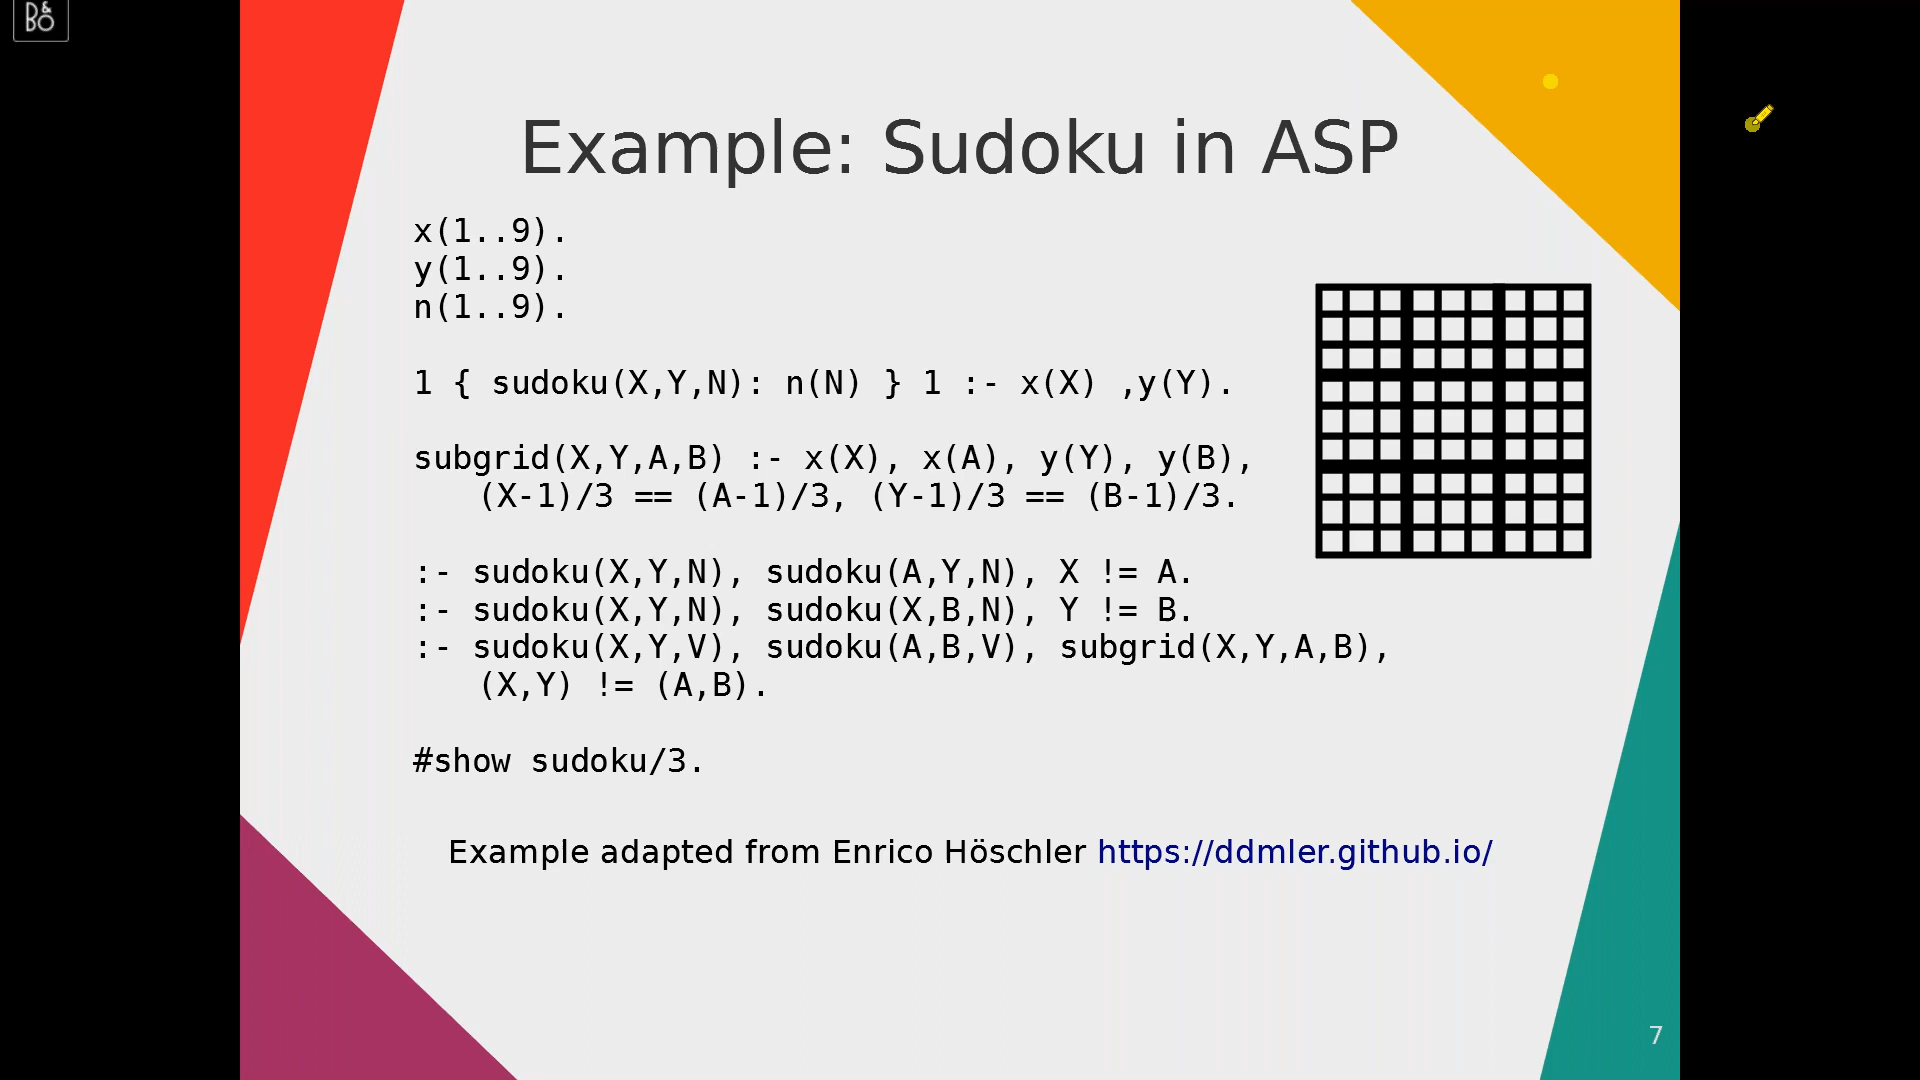 B&O
Example: Sudoku in ASP
x(1..9).
y(1..9).
n(1..9).
1 { sudoku(X,Y,N): n(N) } 1 :- x(X) ,y(Y).
subgrid(X,Y,A,B) :- x(X), x(A), y(Y), y(B),
(X-1)/3 == (A-1)/3, (Y-1)/3 == (B-1)/3.
:- sudoku(X,Y,N), sudoku(A,Y,N), X != A.
:- sudoku(X,Y,N), sudoku(X,B,N), Y != B.
:- sudoku(X,Y,V), sudoku(A,B,V), subgrid(X,Y,A,B),
(X,Y) != (A,B).
#show sudoku/3.
Example adapted from Enrico Höschler https://ddmler.github.io/
7